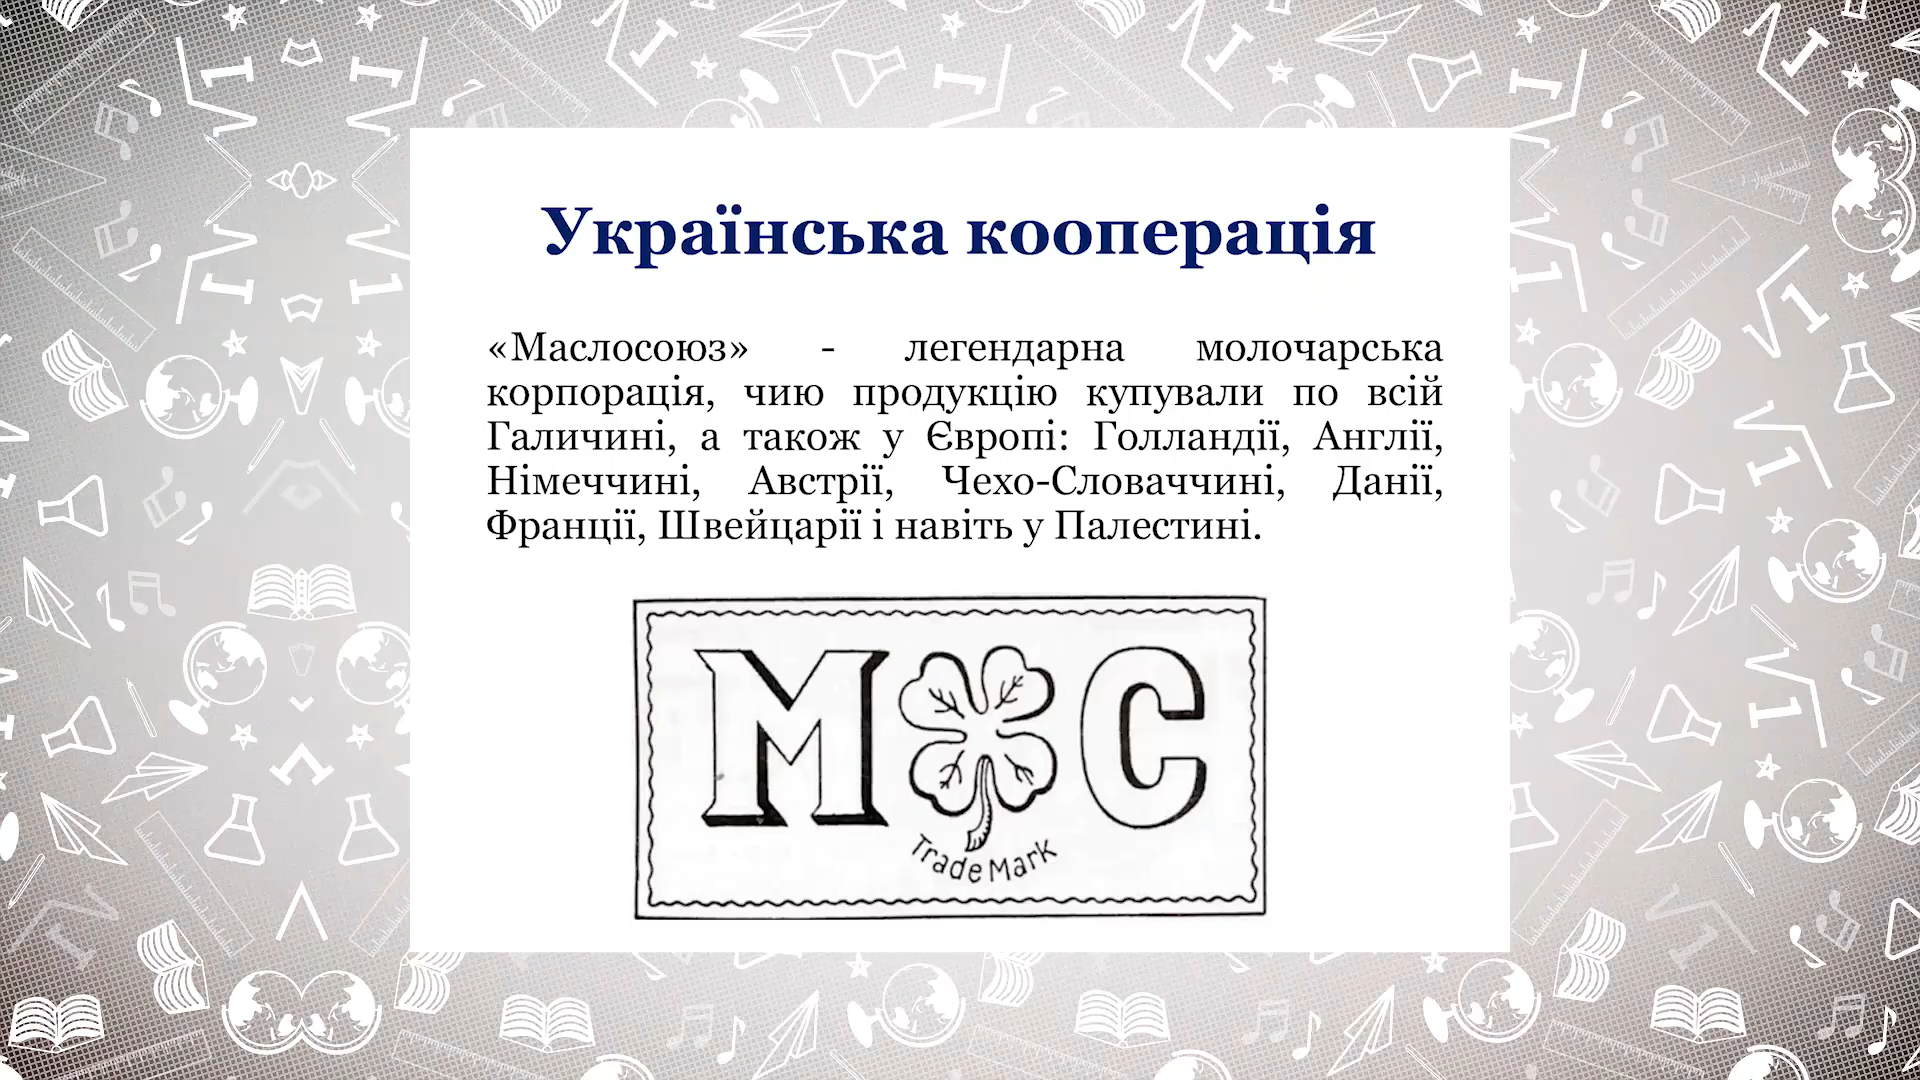 Українська кооперація
«Маслосоюз» - легендарна молочарська
корпорація, чию продукцію купували по всій
Галичині, а також у Європі: Голландії, Англії,
Німеччині, Австрії, Чехо-Словаччині, Данії,
Франції, Швейцарії і навіть у Палестині.
М С
Trade Mark